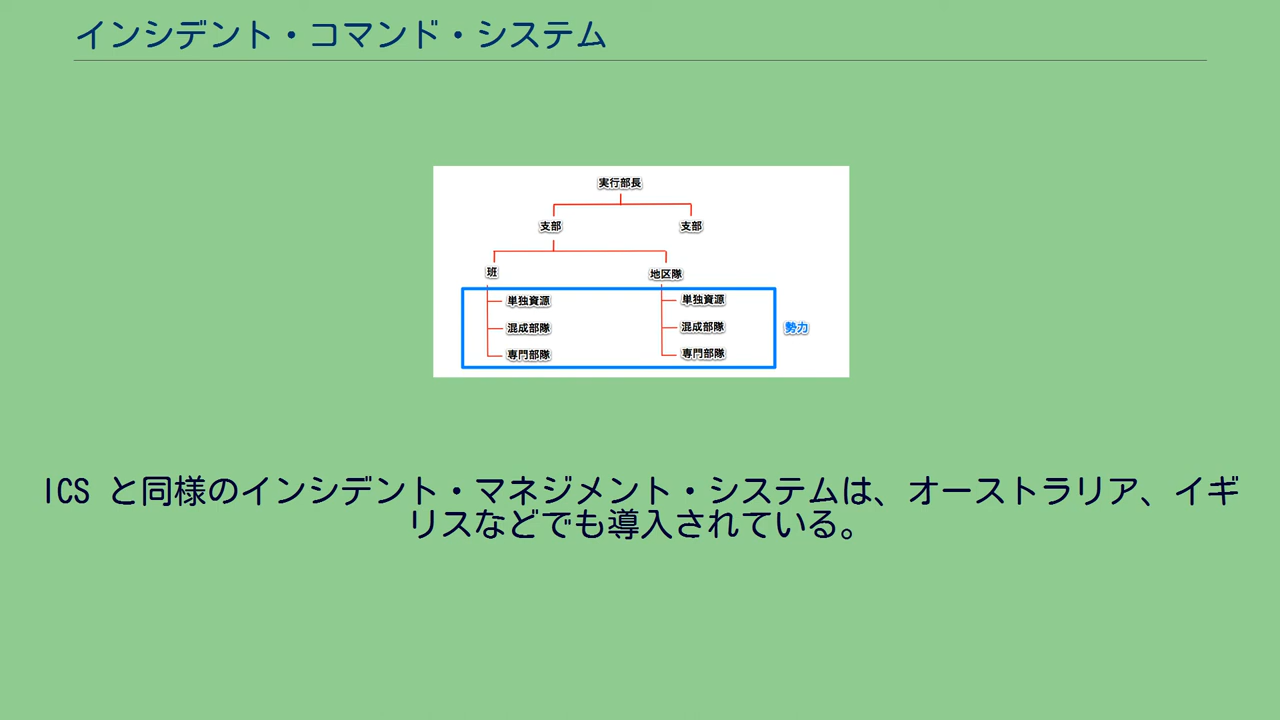 インシデント・コマンド・システム
実行部長
支部 支部
班 地区隊
単独資源 単独資源
混成部隊 混成部隊 勢力
専門部隊 専門部隊
ICS と同様のインシデント・マネジメント・システムは、オーストラリア、イギ
リスなどでも導入されている。